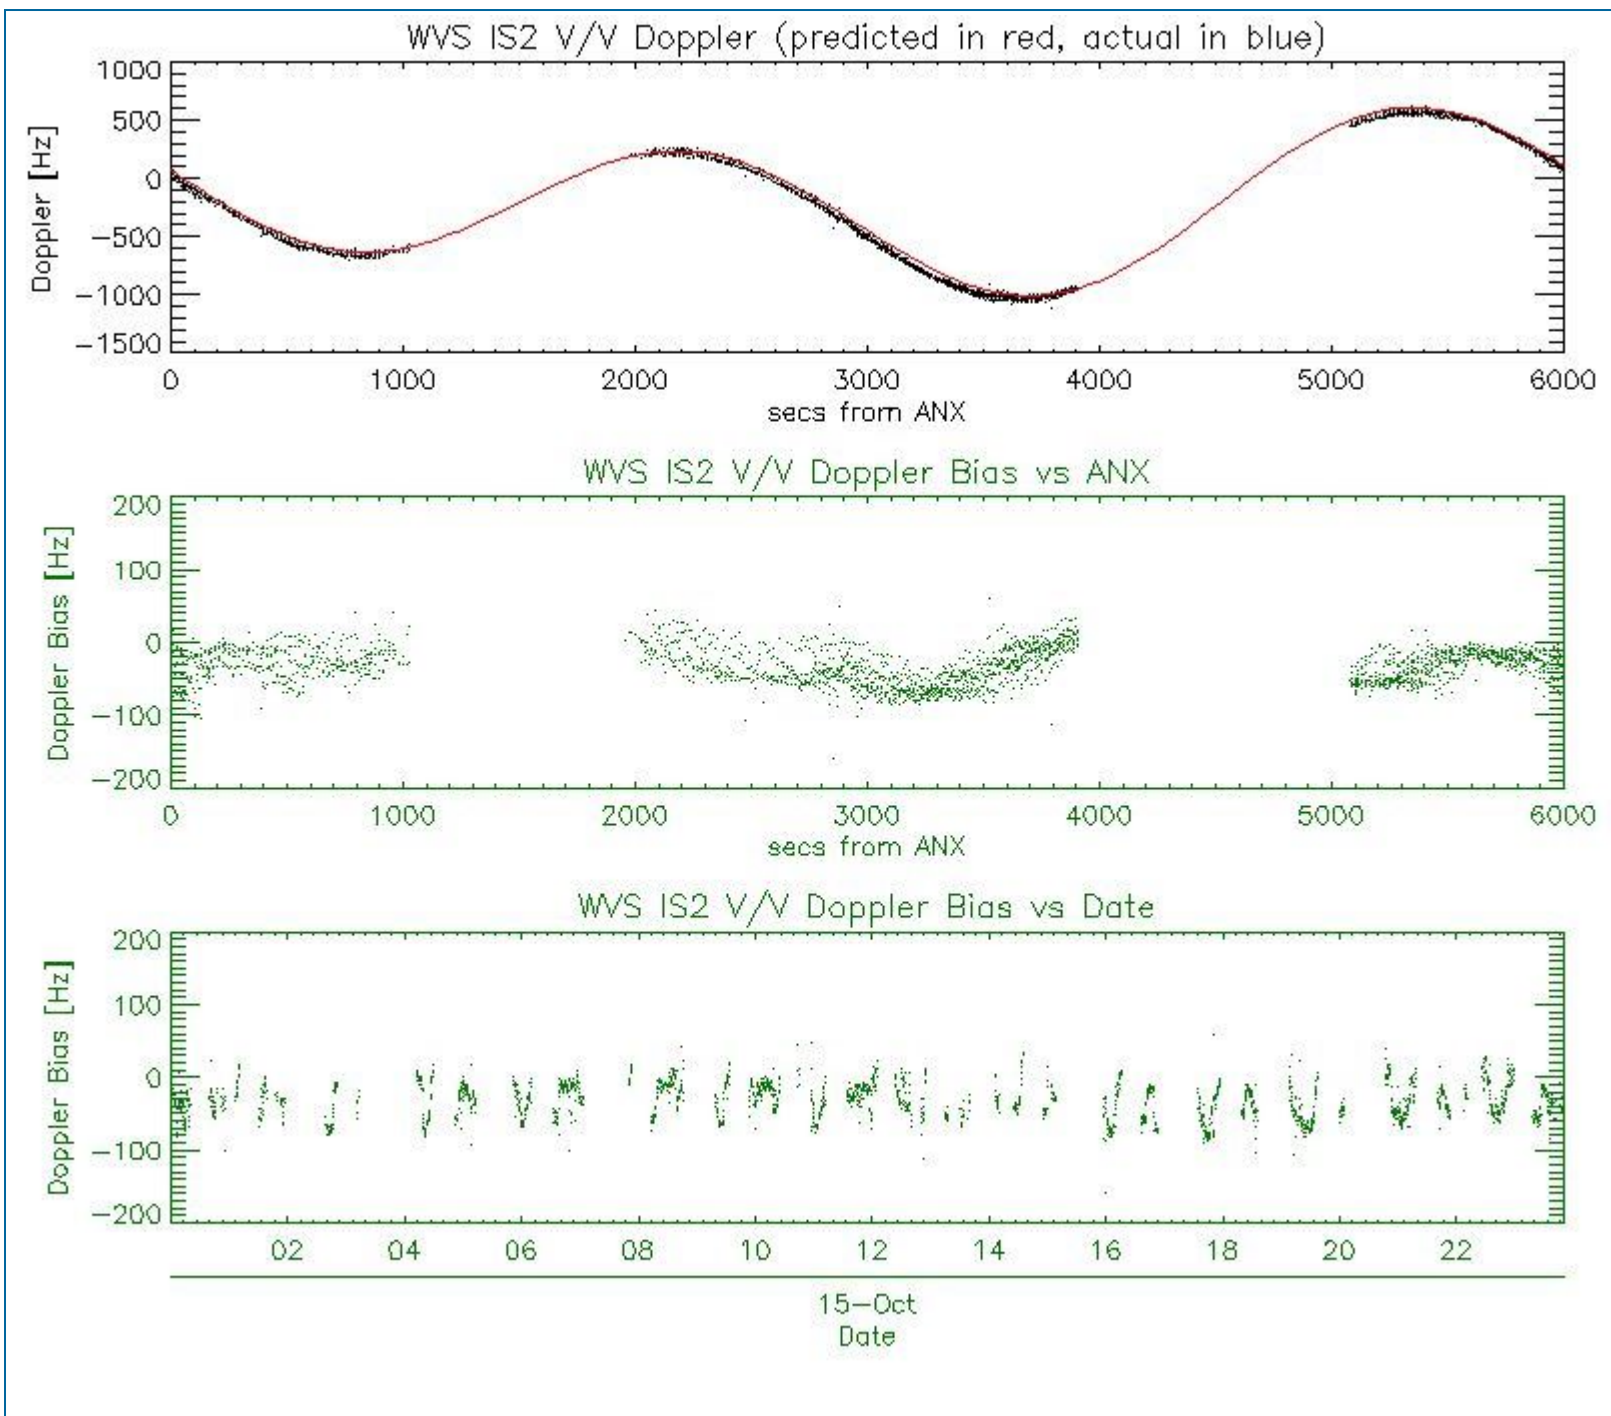 WVS IS2 V/V Doppler (predicted in red, actual in blue)
1000
500
0
−500
−1000
−1500
Doppler [Hz]
0 1000 2000 3000 4000 5000 6000
secs from ANX
WVS IS2 V/V Doppler Bias vs ANX
200
100
0
−100
−200
Doppler Bias [Hz]
0 1000 2000 3000 4000 5000 6000
secs from ANX
WVS IS2 V/V Doppler Bias vs Date
200
100
0
−100
−200
Doppler Bias [Hz]
02 04 06 08 10 12 14 16 18 20 22
15−Oct
Date